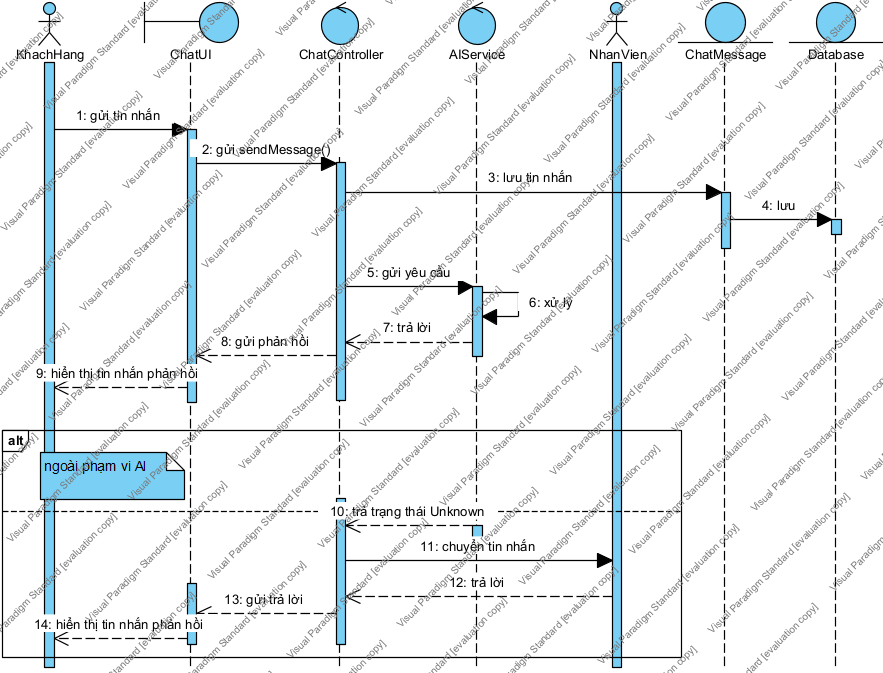 KhachHang
ChatUI
ChatController
AIService
NhanVien
ChatMessage
Database
1: gửi tin nhắn
2: gửi sendMessage()
3: lưu tin nhắn
4: lưu
5: gửi yêu cầu
6: xử lý
7: trả lời
8: gửi phản hồi
9: hiển thị tin nhắn phản hồi
alt
ngoài phạm vi AI
10: trả trạng thái Unknown
11: chuyển tin nhắn
12: trả lời
13: gửi trả lời
14: hiển thị tin nhắn phản hồi
Visual Paradigm Standard [evaluation copy]